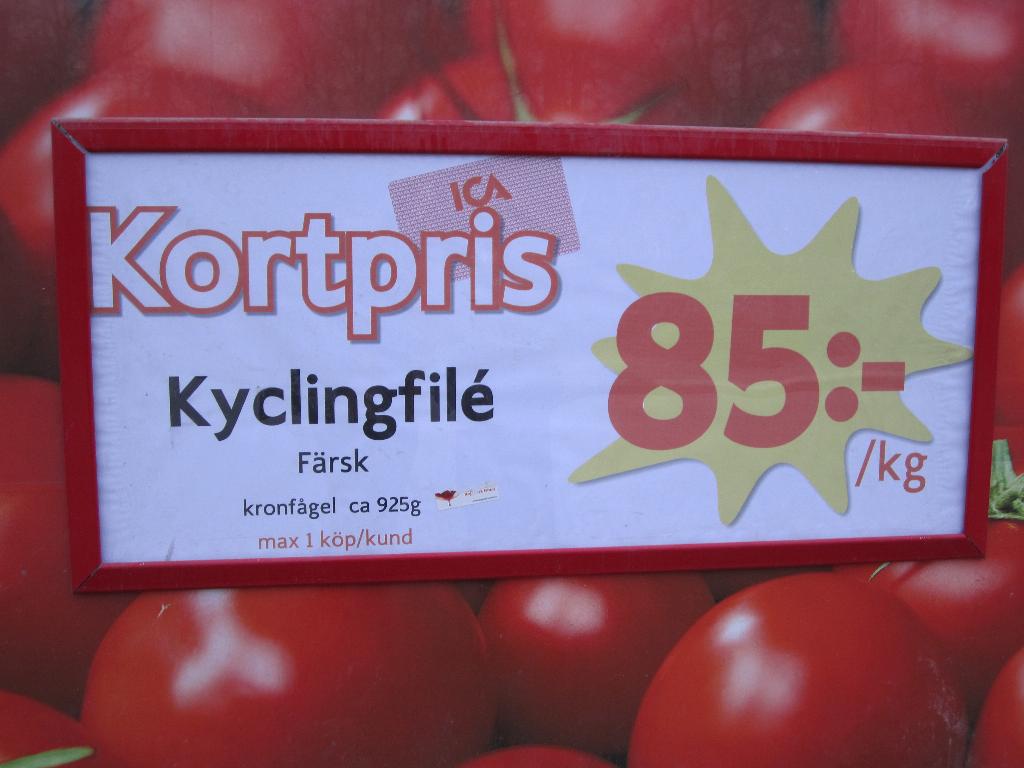 ICA
Kortpris
Kyclingfilé
Färsk
kronfågel ca 925g
max 1 köp/kund
85:-
/kg